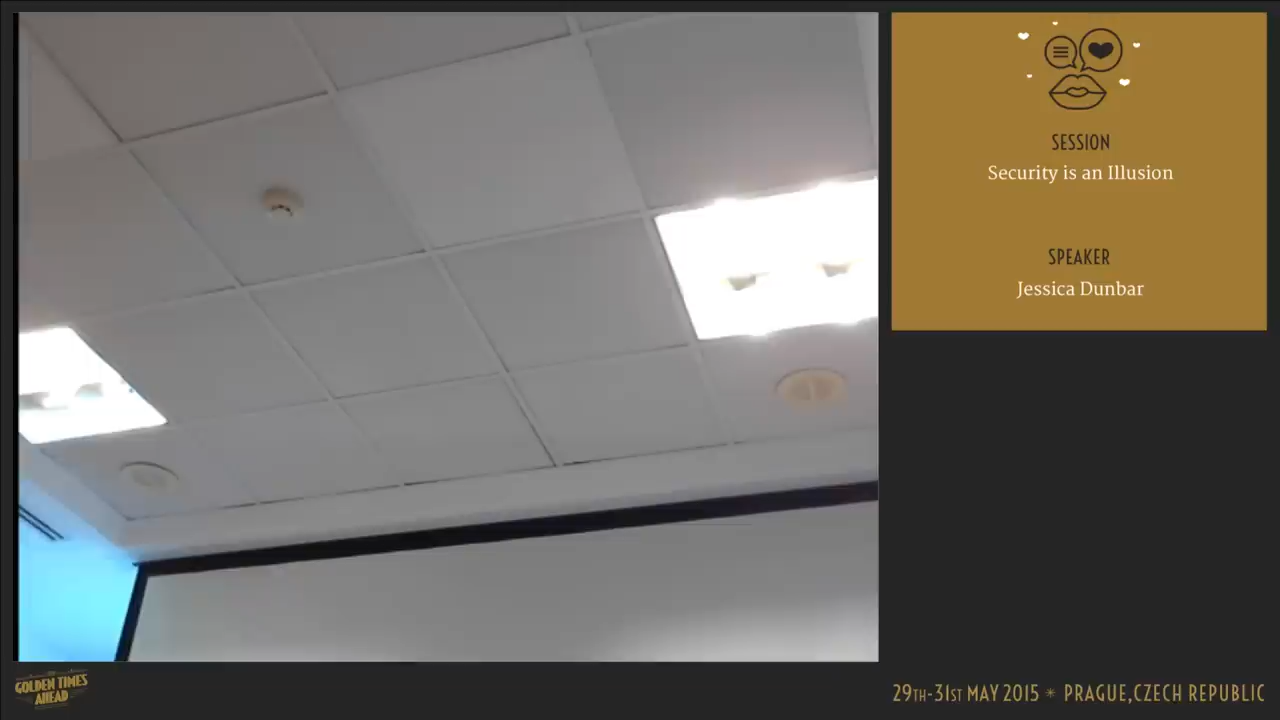 SESSION
Security is an Illusion
SPEAKER
Jessica Dunbar
GOLDEN TIMES
AHEAD
29TH-31ST MAY 2015 * PRAGUE,CZECH REPUBLIC